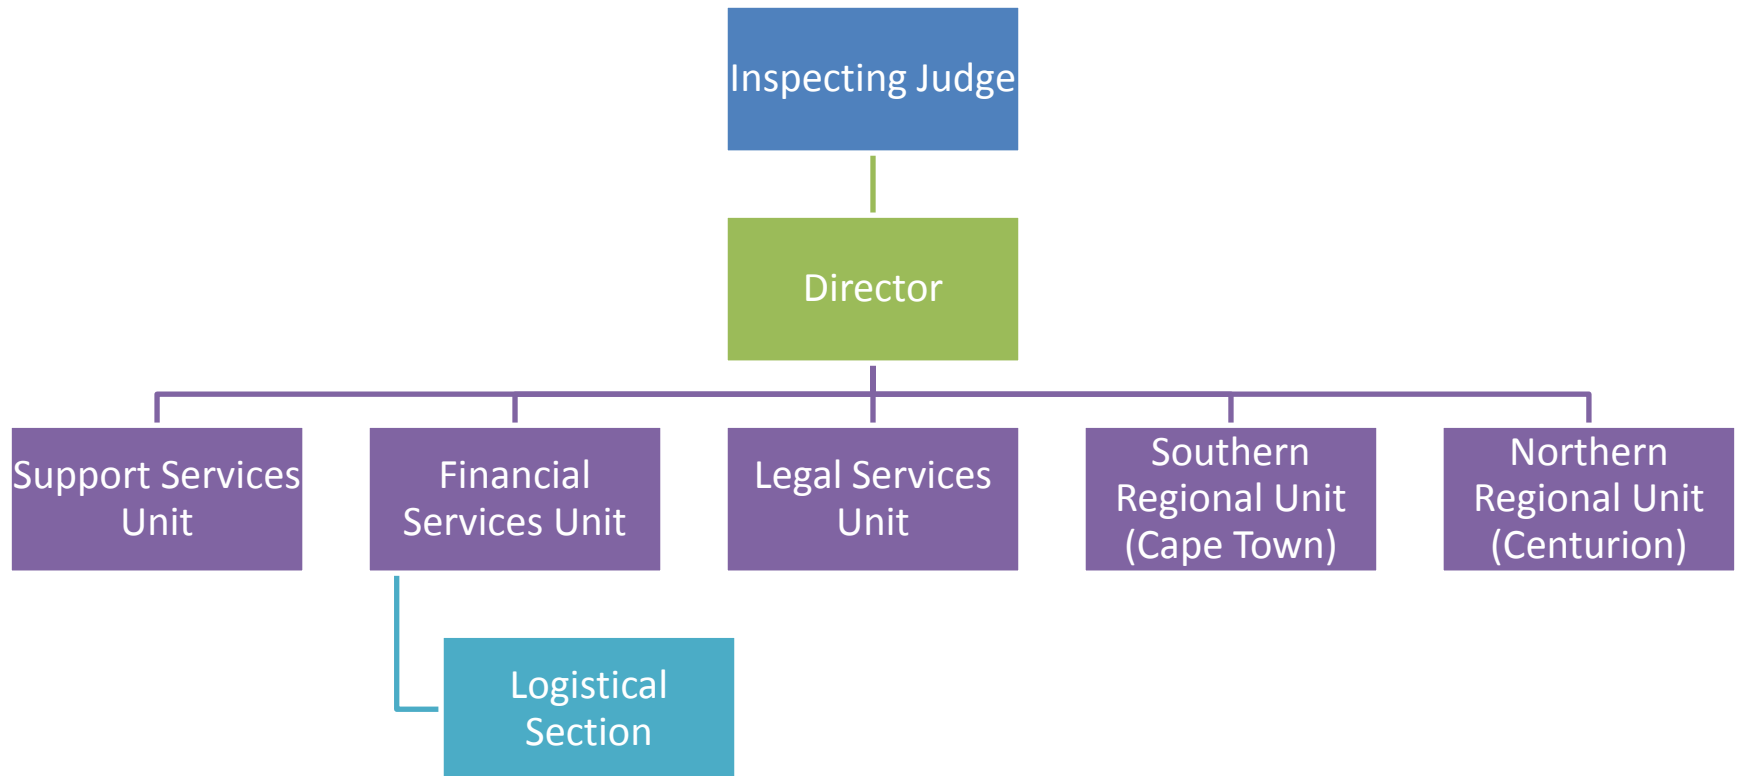 Inspecting Judge
Director
Support Services
Unit
Financial
Services Unit
Legal Services
Unit
Southern
Regional Unit
(Cape Town)
Northern
Regional Unit
(Centurion)
Logistical
Section